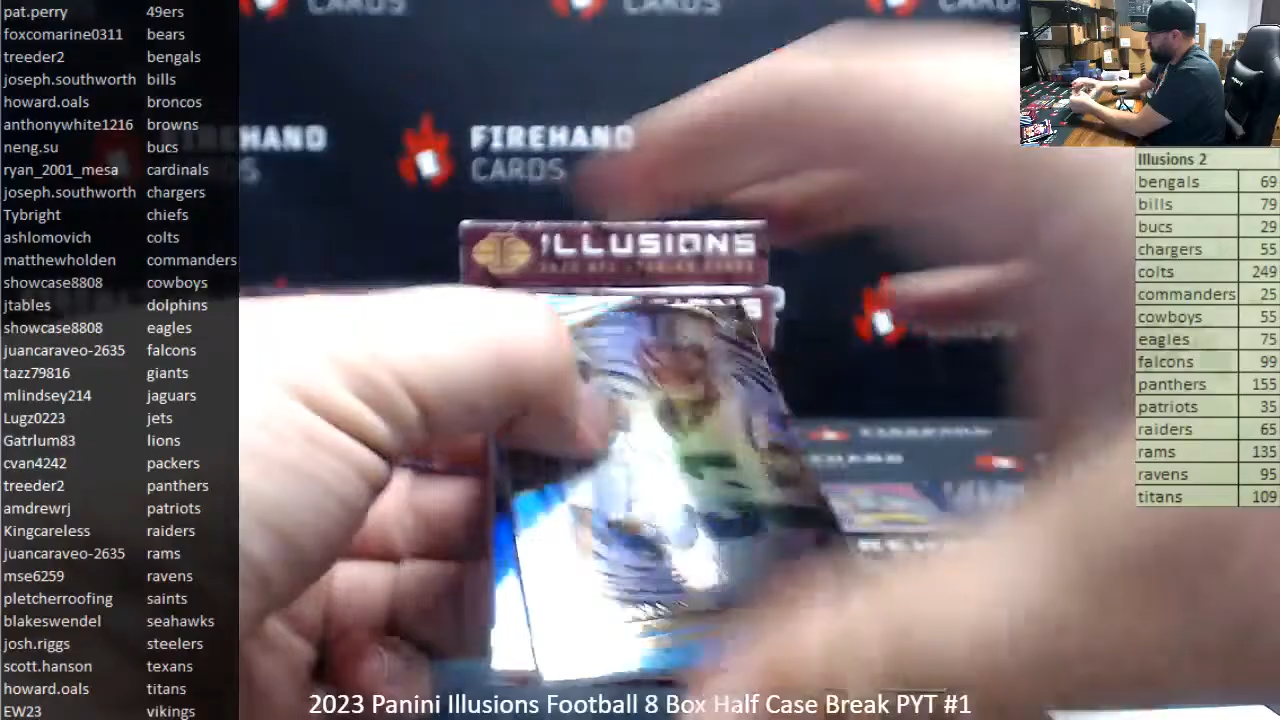 pat.perry 49ers
foxcomarine0311 bears
treeder2 bengals
joseph.southworth bills
howard.oals broncos
anthonywhite1216 browns
neng.su bucs
ryan_2001_mesa cardinals
joseph.southworth chargers
Tybright chiefs
ashlomovich colts
matthewholden commanders
showcase8808 cowboys
jtables dolphins
showcase8808 eagles
juancaraveo-2635 falcons
tazz79816 giants
mlindsey214 jaguars
Lugz0223 jets
Gatrlum83 lions
cvan4242 packers
treeder2 panthers
amdrewrj patriots
Kingcareless raiders
juancaraveo-2635 rams
mse6259 ravens
pletcherroofing saints
blakeswendel seahawks
josh.riggs steelers
scott.hanson texans
howard.oals titans
EW23 vikings
CARDS
CARDS
FIREHAND
CARDS
ILLUSIONS
Illusions 2
bengals 69
bills 79
bucs 29
chargers 55
colts 249
commanders 25
cowboys 55
eagles 75
falcons 99
panthers 155
patriots 35
raiders 65
rams 135
ravens 95
titans 109
2023 Panini Illusions Football 8 Box Half Case Break PYT #1